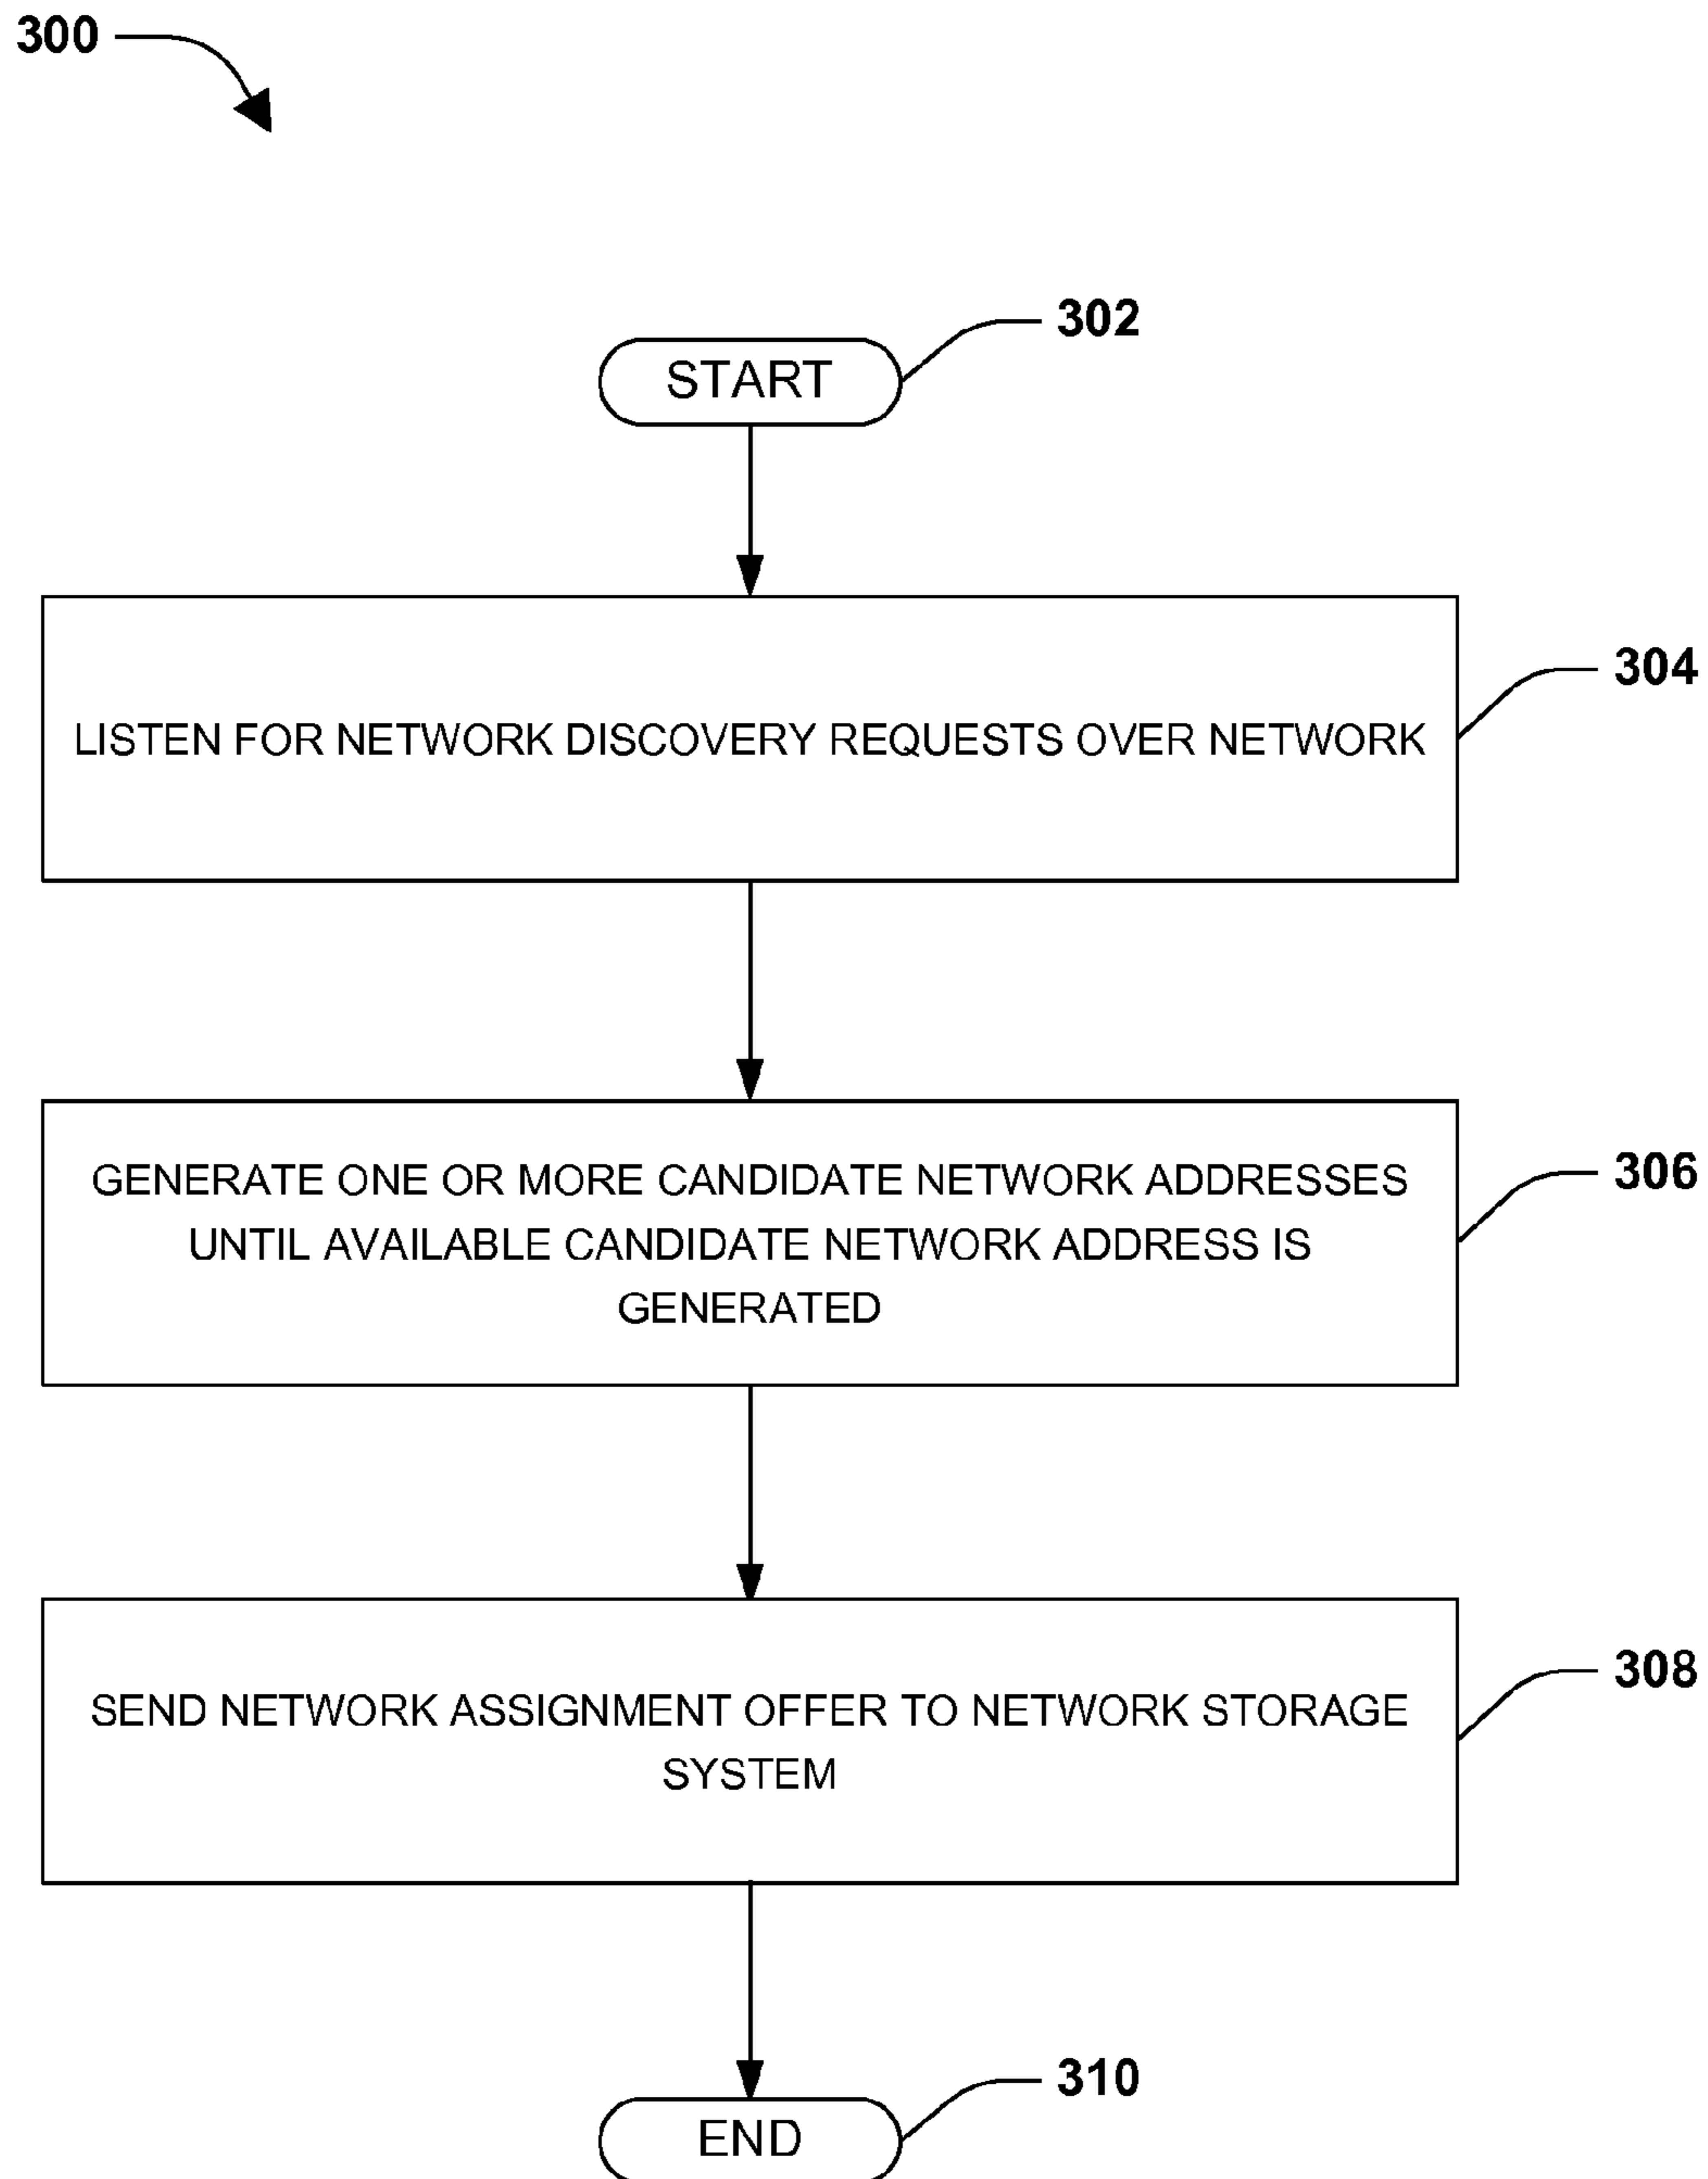 300
302
START
304
LISTEN FOR NETWORK DISCOVERY REQUESTS OVER NETWORK
306
GENERATE ONE OR MORE CANDIDATE NETWORK ADDRESSES
UNTIL AVAILABLE CANDIDATE NETWORK ADDRESS IS
GENERATED
308
SEND NETWORK ASSIGNMENT OFFER TO NETWORK STORAGE
SYSTEM
310
END